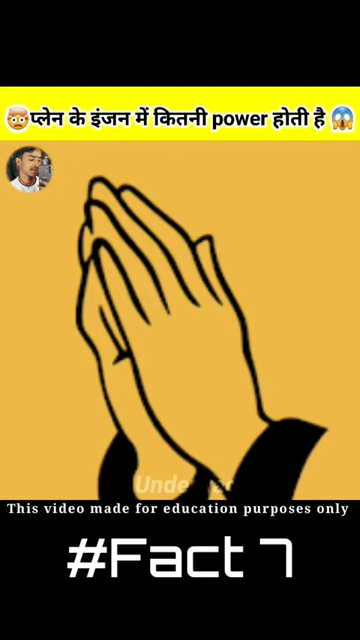 🤯प्लेन के इंजन में कितनी power होती है 😱
This video made for education purposes only
#Fact 7